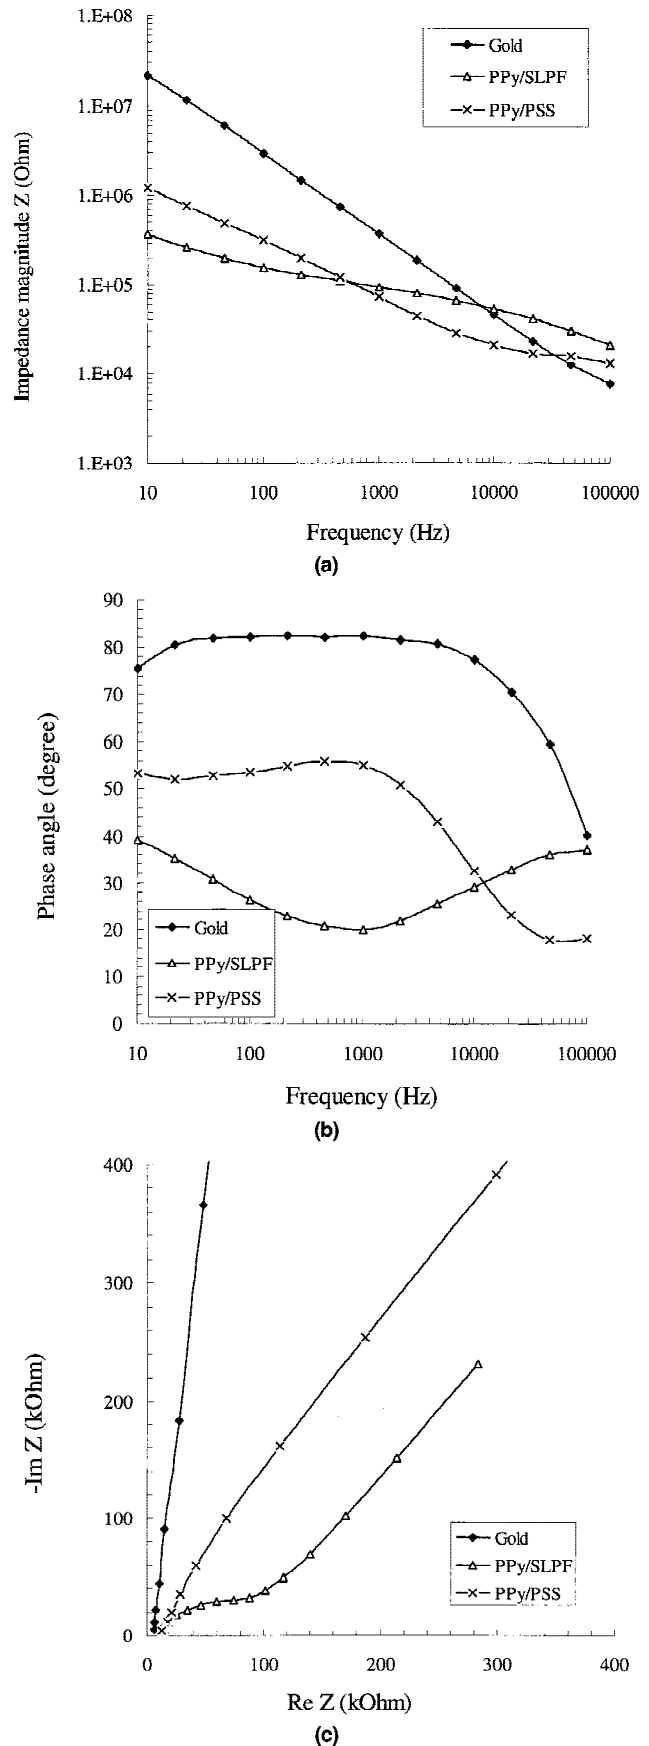 1.E+08
1.E+07
1.E+06
1.E+05
1.E+04
1.E+03
Impedance magnitude Z (Ohm)
Gold
PPy/SLPF
PPy/PSS
10 100 1000 10000 100000
Frequency (Hz)
(a)
90
80
70
60
50
40
30
20
10
0
Phase angle (degree)
Gold
PPy/SLPF
PPy/PSS
10 100 1000 10000 100000
Frequency (Hz)
(b)
400
300
200
100
0
-Im Z (kOhm)
Gold
PPy/SLPF
PPy/PSS
0 100 200 300 400
Re Z (kOhm)
(c)